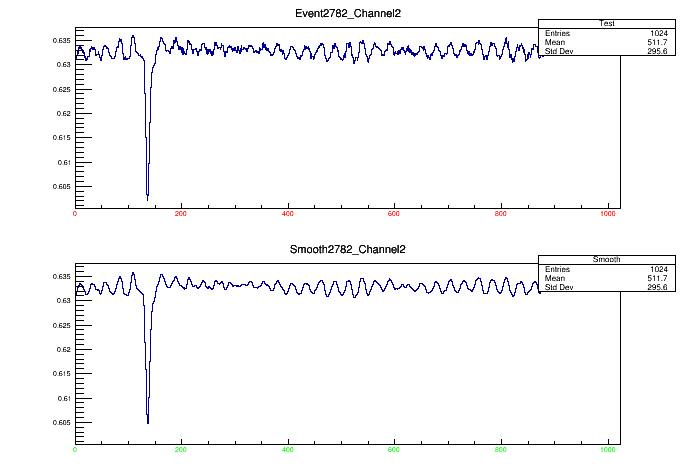 Event2782_Channel2
Test
Entries 1024
Mean 511.7
Std Dev 295.6
0.635
0.63
0.625
0.62
0.615
0.61
0.605
0 200 400 600 800 1000
Smooth2782_Channel2
Smooth
Entries 1024
Mean 511.7
Std Dev 295.6
0.635
0.63
0.625
0.62
0.615
0.61
0.605
0 200 400 600 800 1000